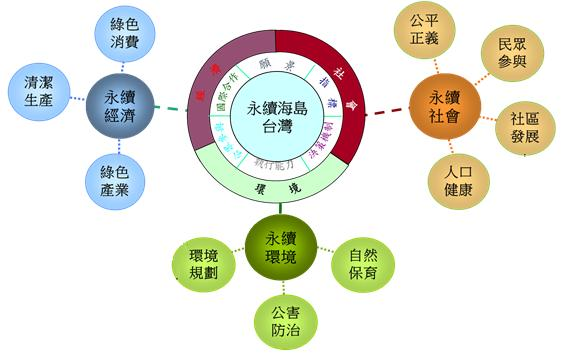 綠色
消費
清潔
生產
永續
經濟
綠色
產業
經濟
社會
環境
願景
指標
決策機制
執行能力
國際合作
永續海島
台灣
公平
正義
民眾
參與
永續
社會
社區
發展
人口
健康
永續
環境
環境
規劃
公害
防治
自然
保育